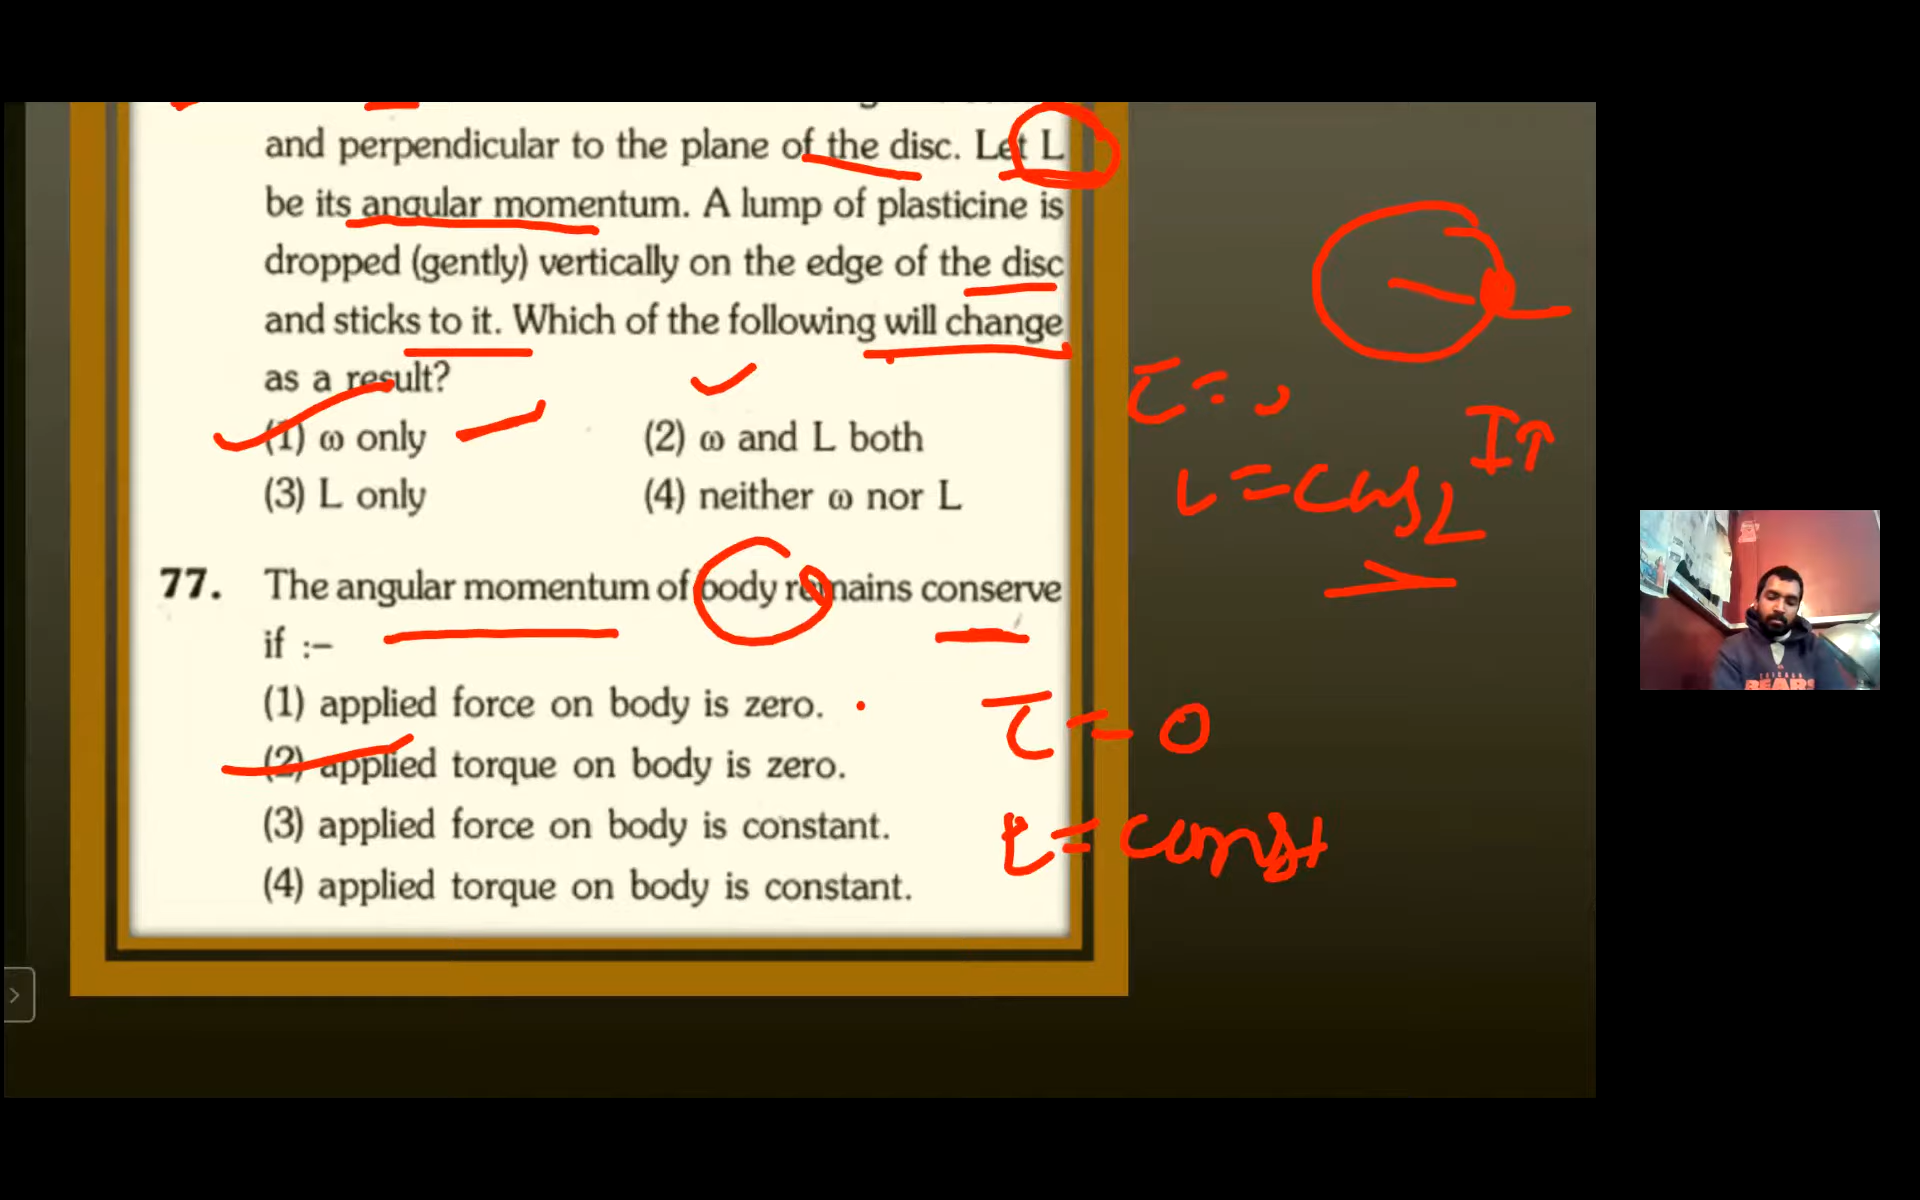 and perpendicular to the plane of the disc. Let L
be its angular momentum. A lump of plasticine is
dropped (gently) vertically on the edge of the disc
and sticks to it. Which of the following will change
as a result?
(1) ω only (2) ω and L both
(3) L only (4) neither ω nor L
τ = 0
I↑
L = cons
77. The angular momentum of body remains conserve
if :–
(1) applied force on body is zero.
(2) applied torque on body is zero.
(3) applied force on body is constant.
(4) applied torque on body is constant.
τ = 0
L = const
BEARS